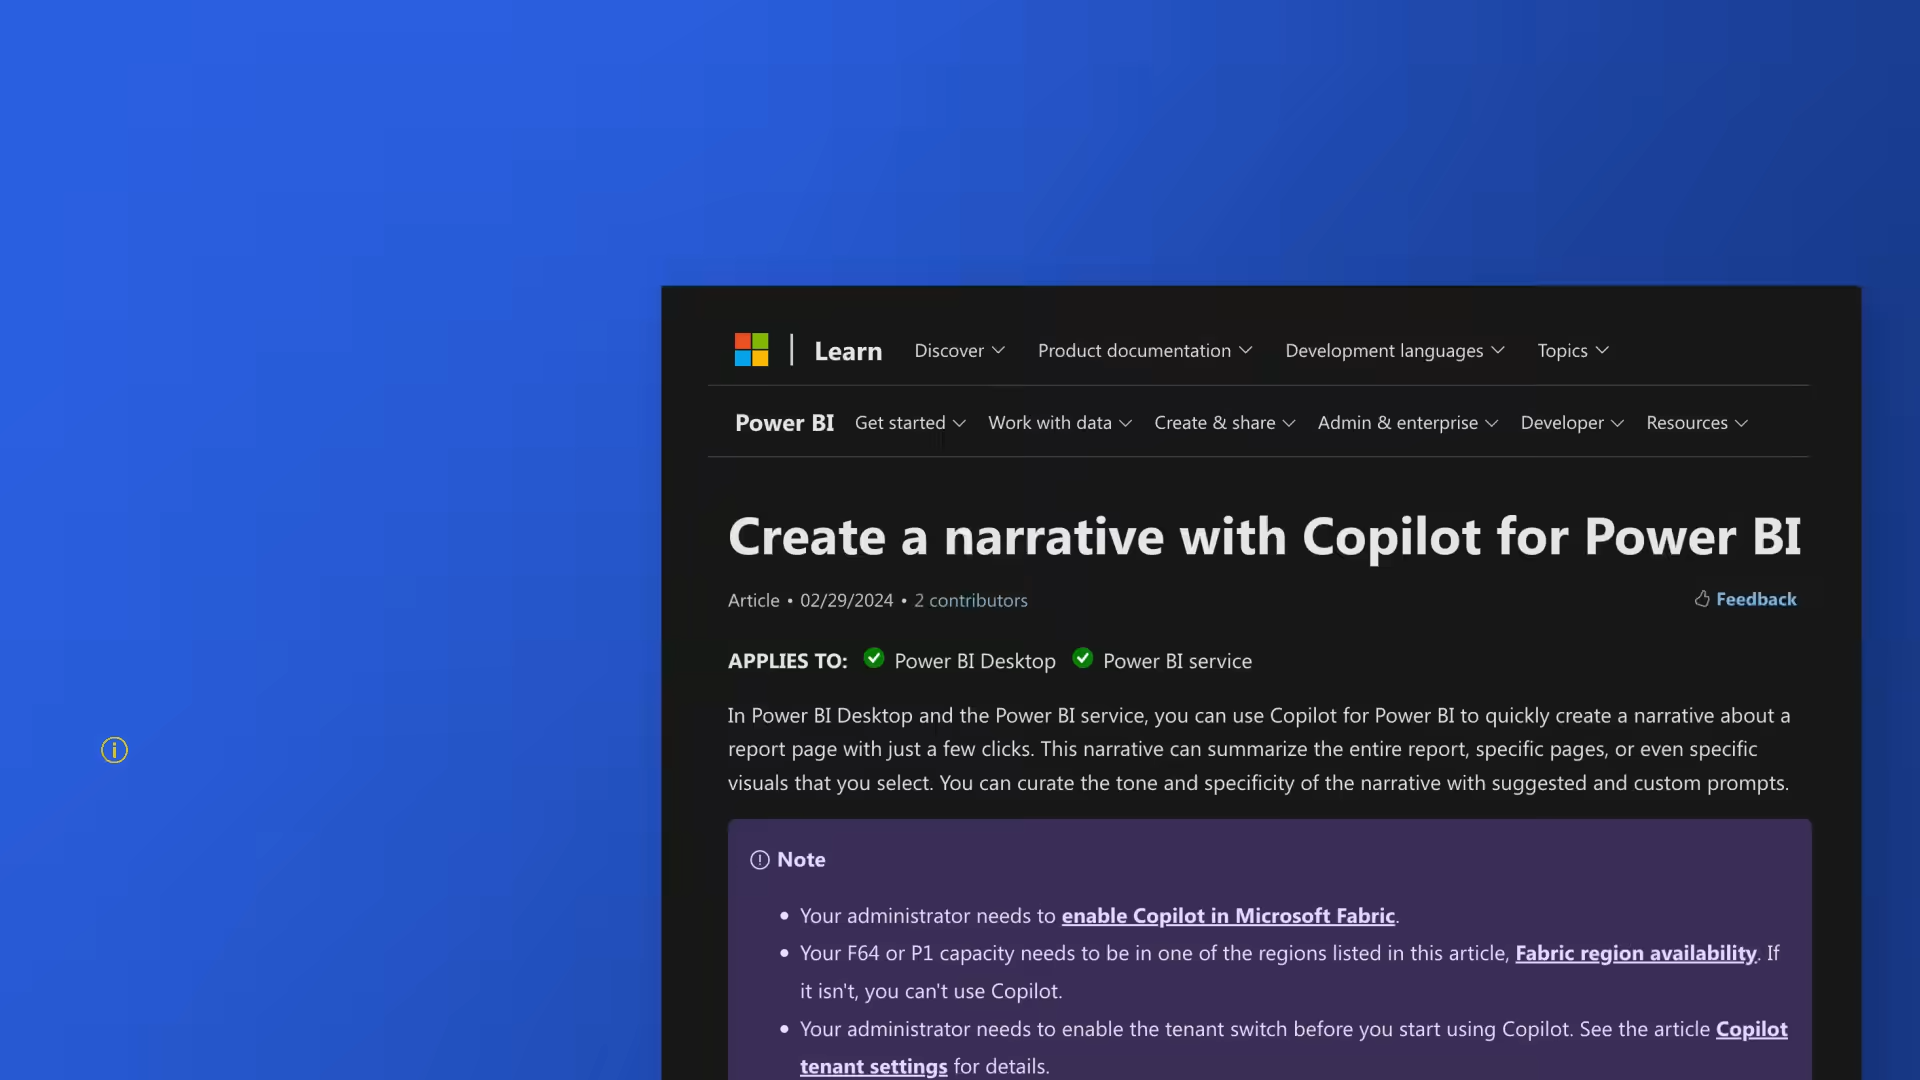 Learn Discover Product documentation Development languages Topics
Power BI Get started Work with data Create & share Admin & enterprise Developer Resources
Create a narrative with Copilot for Power BI
Article • 02/29/2024 • 2 contributors Feedback
APPLIES TO: Power BI Desktop Power BI service
In Power BI Desktop and the Power BI service, you can use Copilot for Power BI to quickly create a narrative about a
report page with just a few clicks. This narrative can summarize the entire report, specific pages, or even specific
visuals that you select. You can curate the tone and specificity of the narrative with suggested and custom prompts.
Note
• Your administrator needs to enable Copilot in Microsoft Fabric.
• Your F64 or P1 capacity needs to be in one of the regions listed in this article, Fabric region availability. If
it isn't, you can't use Copilot.
• Your administrator needs to enable the tenant switch before you start using Copilot. See the article Copilot
tenant settings for details.